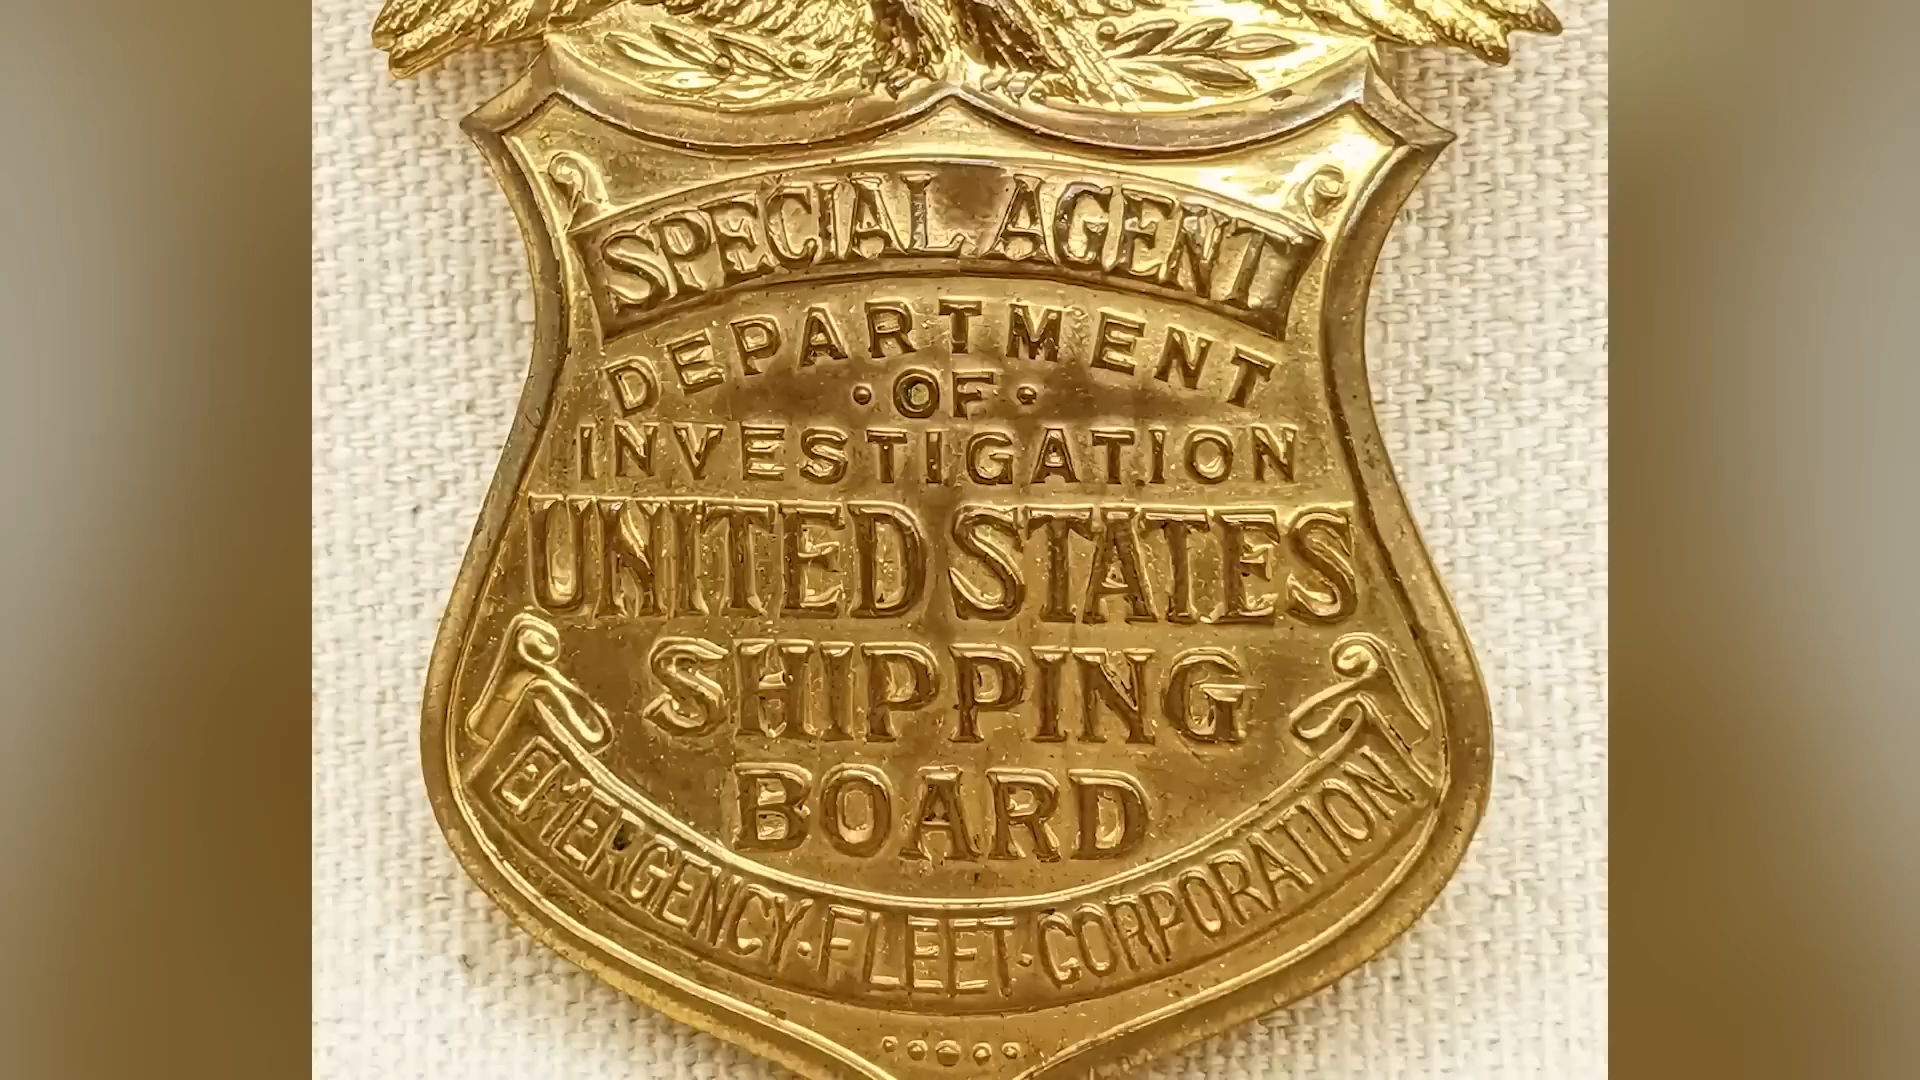 SPECIAL AGENT
DEPARTMENT
·OF·
INVESTIGATION
UNITED STATES
SHIPPING
BOARD
EMERGENCY·FLEET·CORPORATION